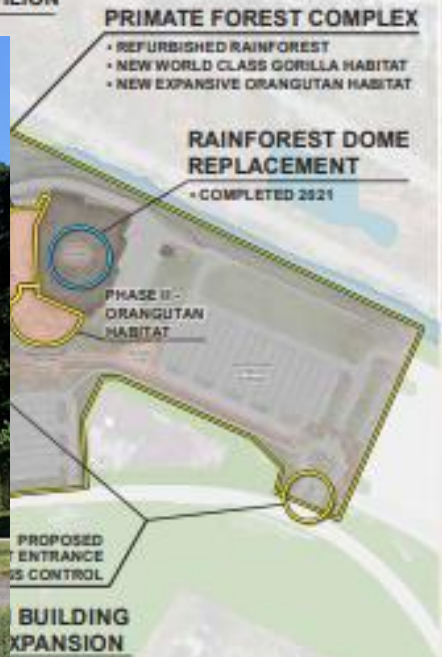 PRIMATE FOREST COMPLEX
• REFURBISHED RAINFOREST
• NEW WORLD CLASS GORILLA HABITAT
• NEW EXPANSIVE ORANGUTAN HABITAT
RAINFOREST DOME
REPLACEMENT
• COMPLETED 2021
PHASE II -
ORANGUTAN
HABITAT
PROPOSED
ENTRANCE
CONTROL
BUILDING